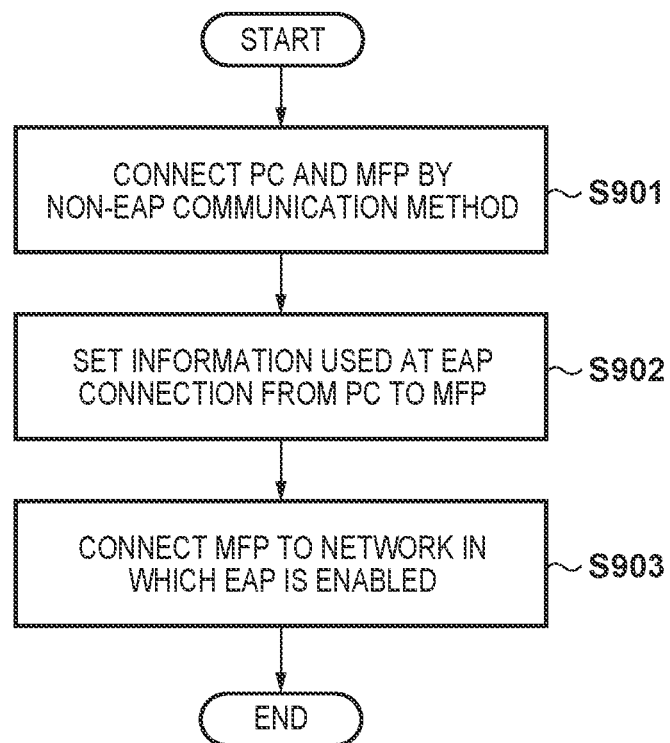 START
CONNECT PC AND MFP BY
NON-EAP COMMUNICATION METHOD
S901
SET INFORMATION USED AT EAP
CONNECTION FROM PC TO MFP
S902
CONNECT MFP TO NETWORK IN
WHICH EAP IS ENABLED
S903
END